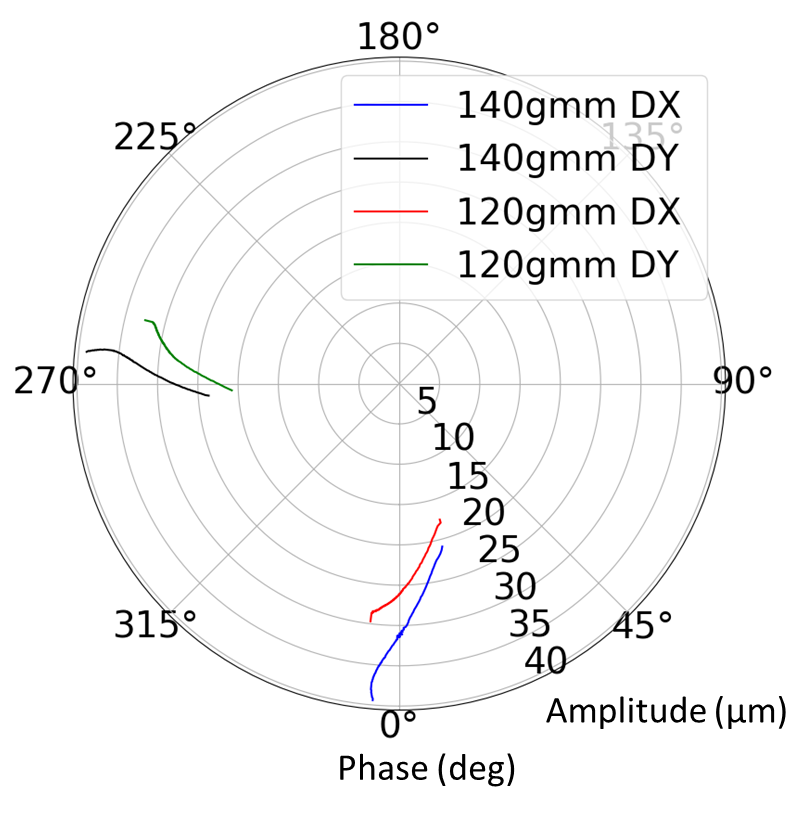 180°
140gmm DX
225°
135°
140gmm DY
120gmm DX
120gmm DY
270°
90°
5
10
15
20
25
30
35
40
315°
45°
Amplitude (μm)
0°
Phase (deg)